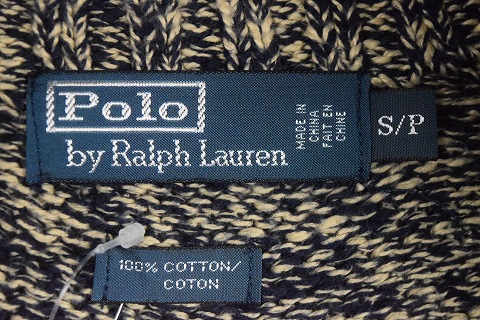 Polo
by Ralph Lauren
MADE IN
CHINA
FAIT EN
CHINE
S/P
100% COTTON/
COTON